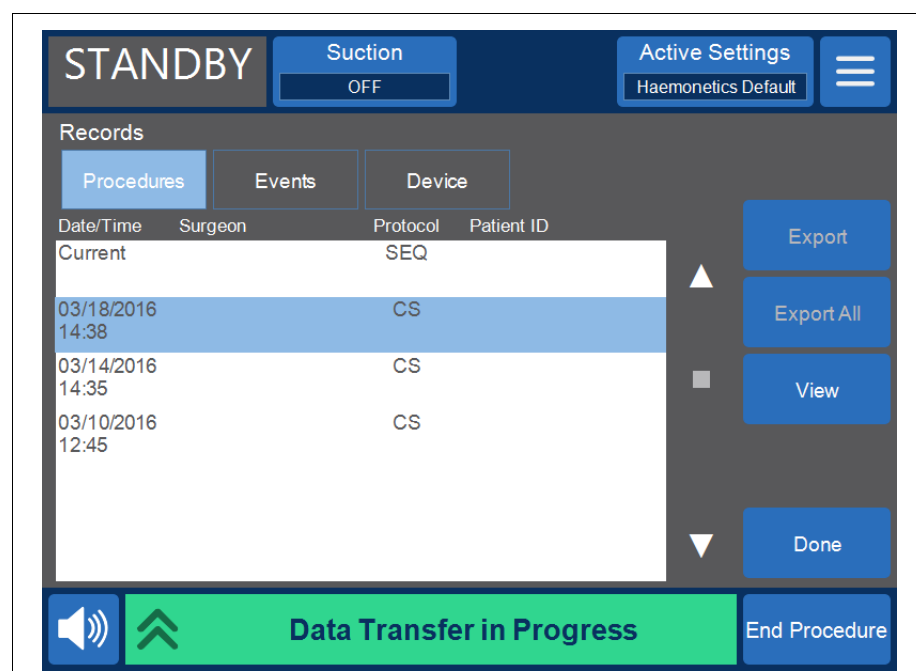 STANDBY
Suction
OFF
Active Settings
Haemonetics Default
Records
Procedures Events Device
Date/Time Surgeon Protocol Patient ID
Current SEQ
03/18/2016 CS
14:38
03/14/2016 CS
14:35
03/10/2016 CS
12:45
Export
Export All
View
Done
Data Transfer in Progress
End Procedure